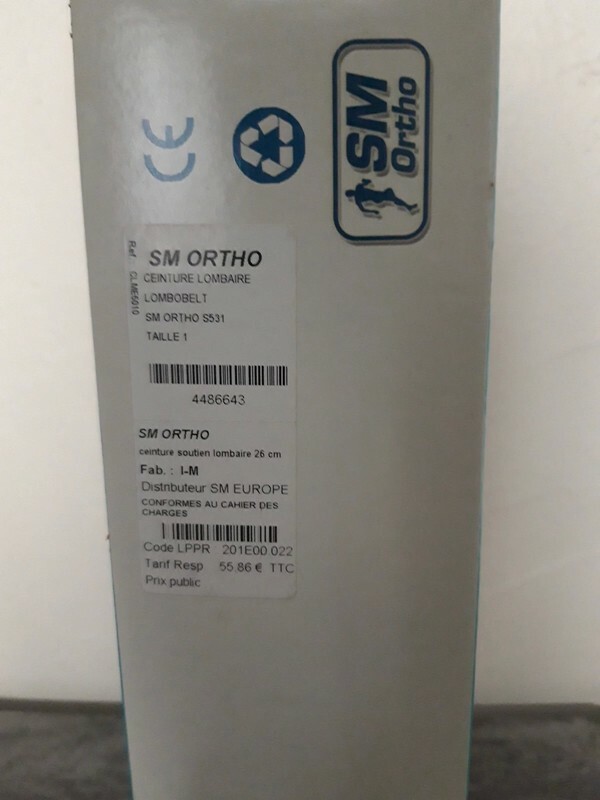 CE
SM
Ortho
Ref.: CLME5010
SM ORTHO
CEINTURE LOMBAIRE
LOMBOBELT
SM ORTHO S531
TAILLE 1
4486643
SM ORTHO
ceinture soutien lombaire 26 cm
Fab. : I-M
Distributeur SM EUROPE
CONFORMES AU CAHIER DES
CHARGES
Code LPPR 201E00.022
Tarif Resp 55.86 € TTC
Prix public